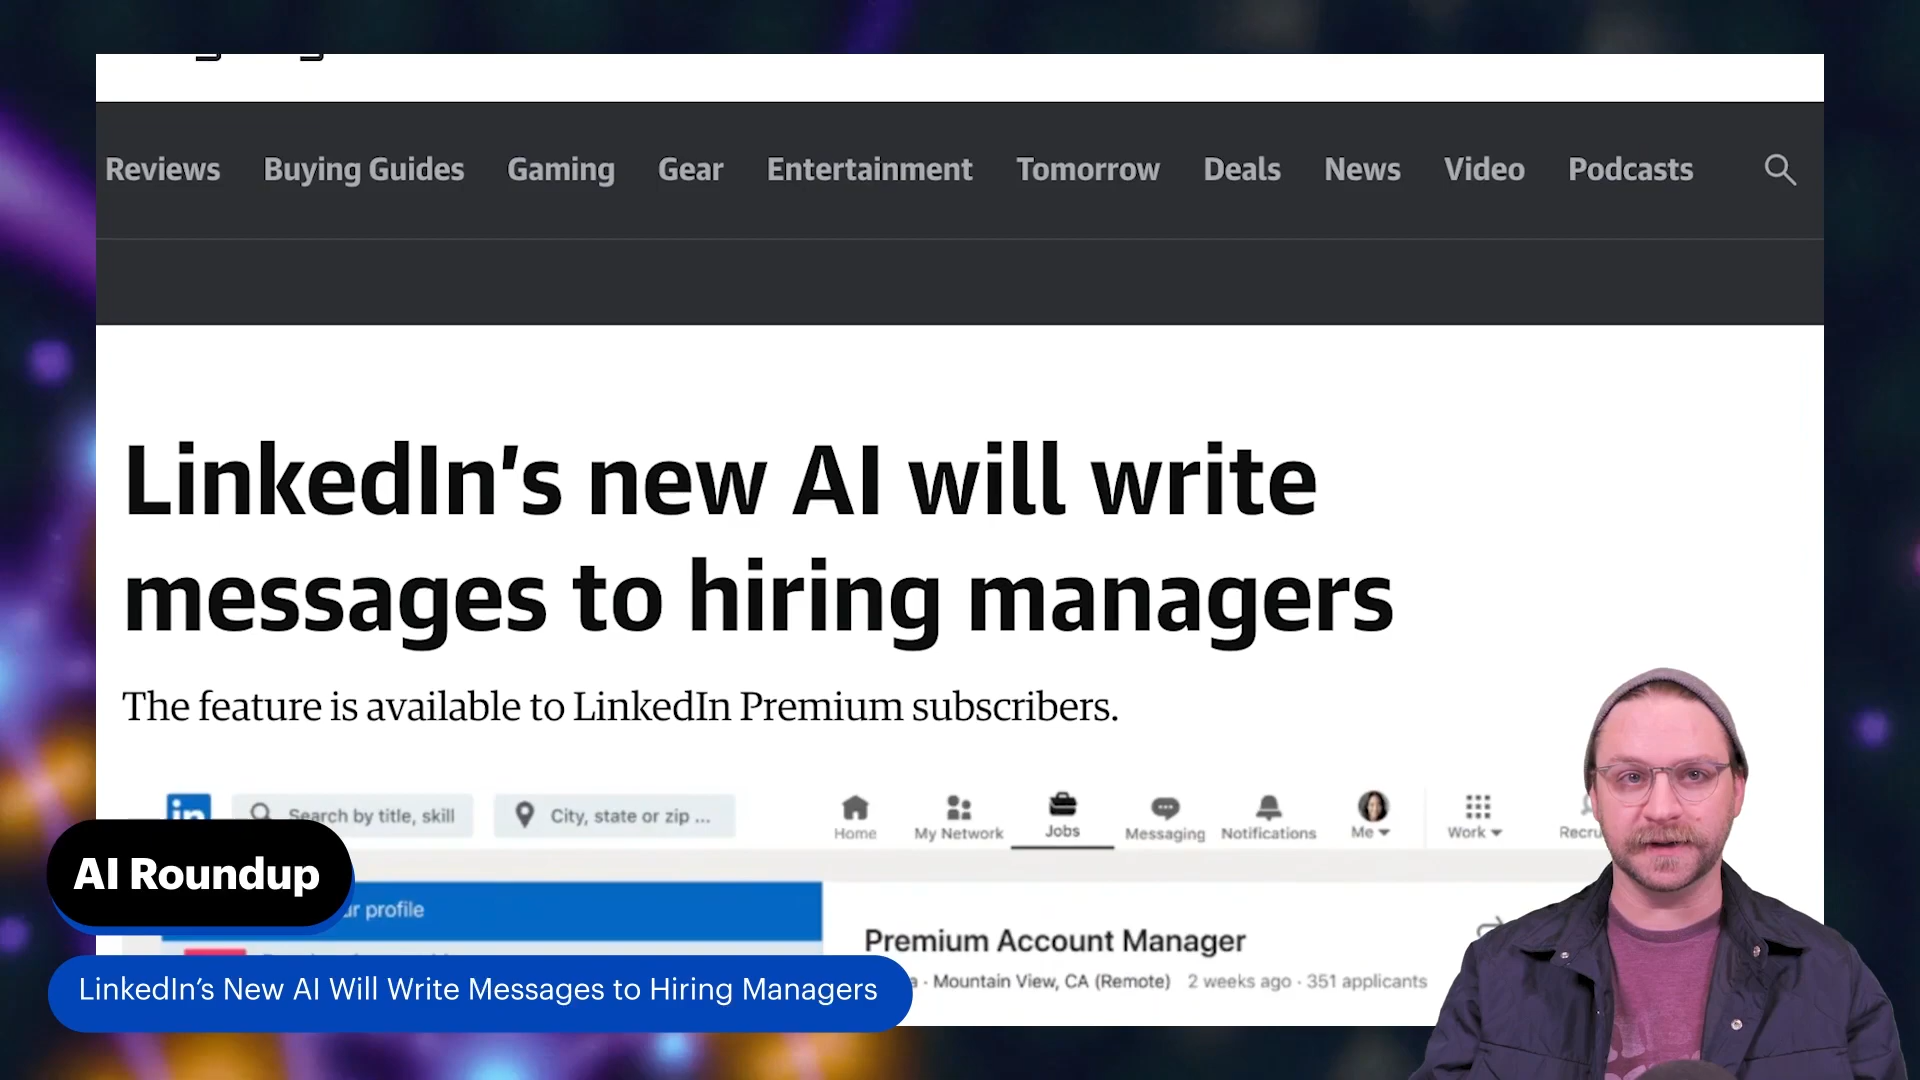 Reviews Buying Guides Gaming Gear Entertainment Tomorrow Deals News Video Podcasts
LinkedIn’s new AI will write
messages to hiring managers
The feature is available to LinkedIn Premium subscribers.
in Search by title, skill City, state or zip ...
Home My Network Jobs Messaging Notifications Me Work
AI Roundup
profile
Premium Account Manager
· Mountain View, CA (Remote) 2 weeks ago · 351 applicants
LinkedIn’s New AI Will Write Messages to Hiring Managers